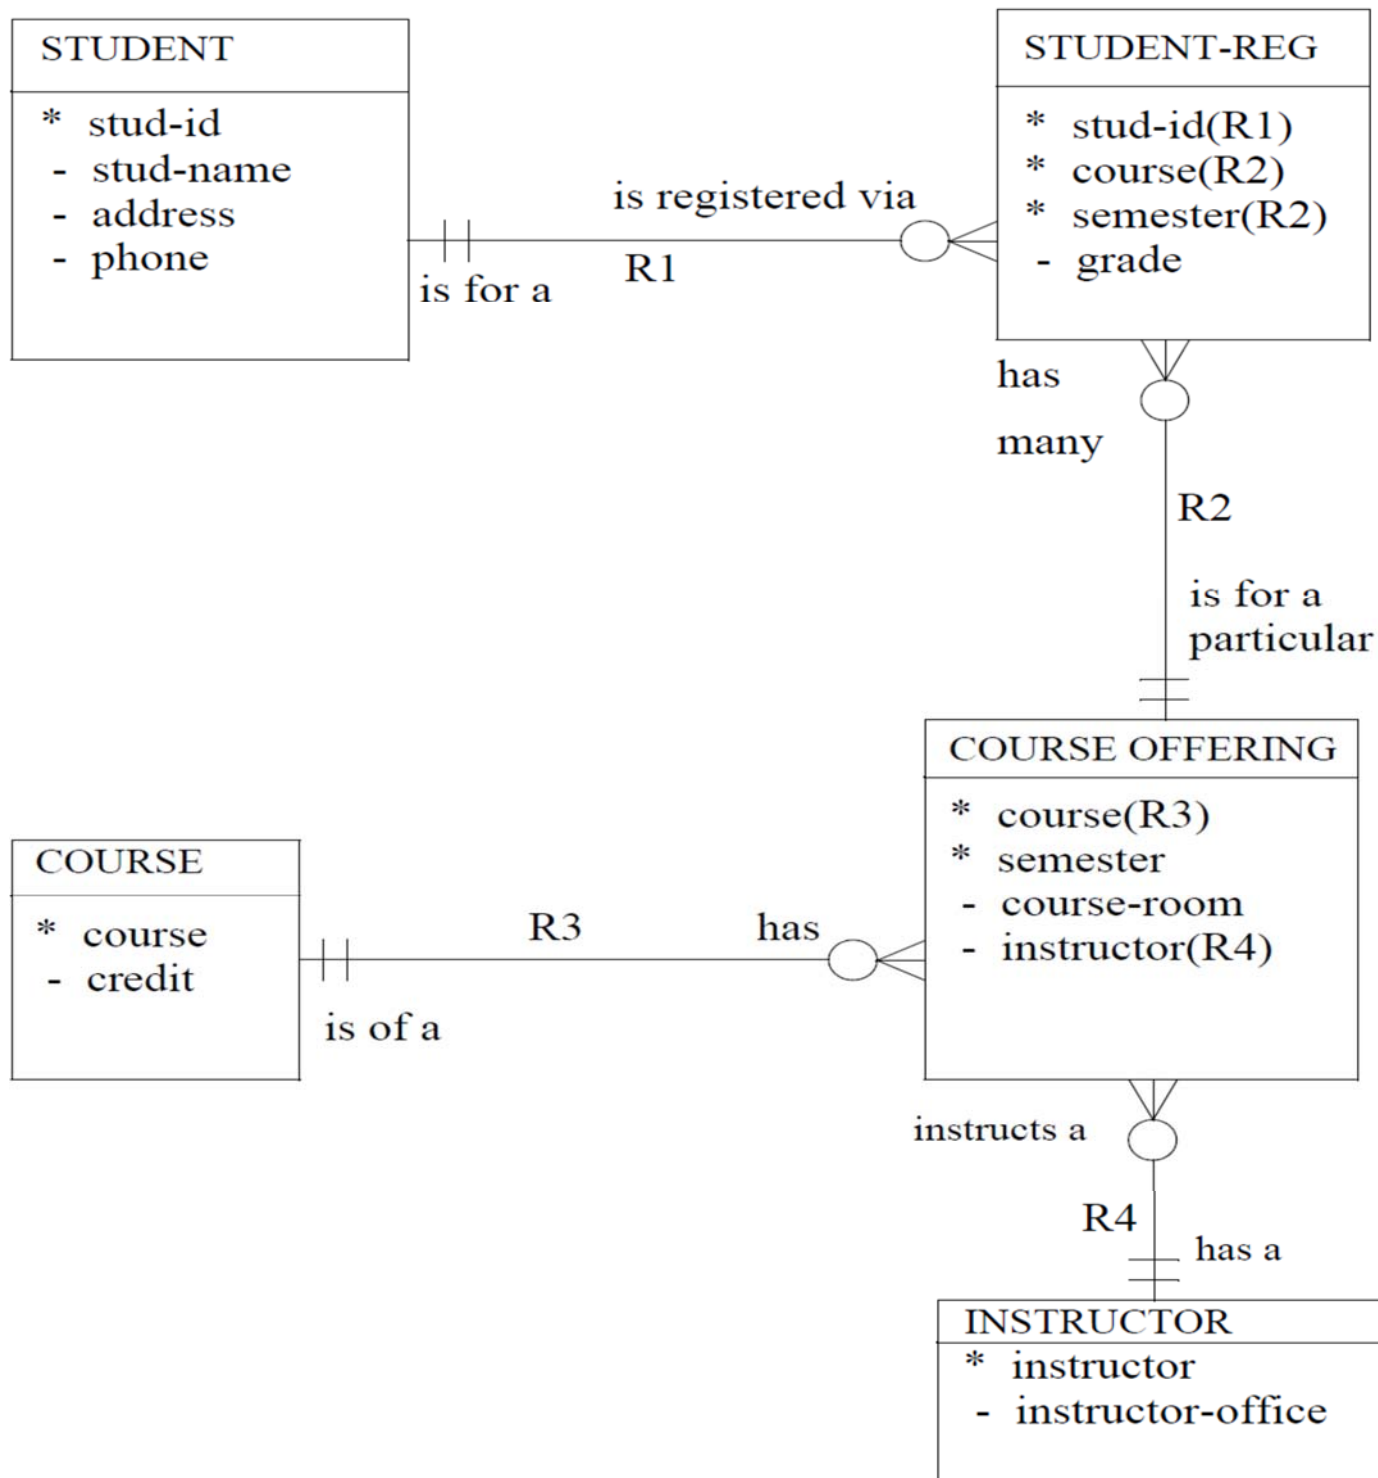 STUDENT
* stud-id
- stud-name
- address
- phone
is for a
is registered via
R1
STUDENT-REG
* stud-id(R1)
* course(R2)
* semester(R2)
- grade
has
many
R2
is for a
particular
COURSE OFFERING
* course(R3)
* semester
- course-room
- instructor(R4)
COURSE
* course
- credit
R3
has
is of a
instructs a
R4
has a
INSTRUCTOR
* instructor
- instructor-office